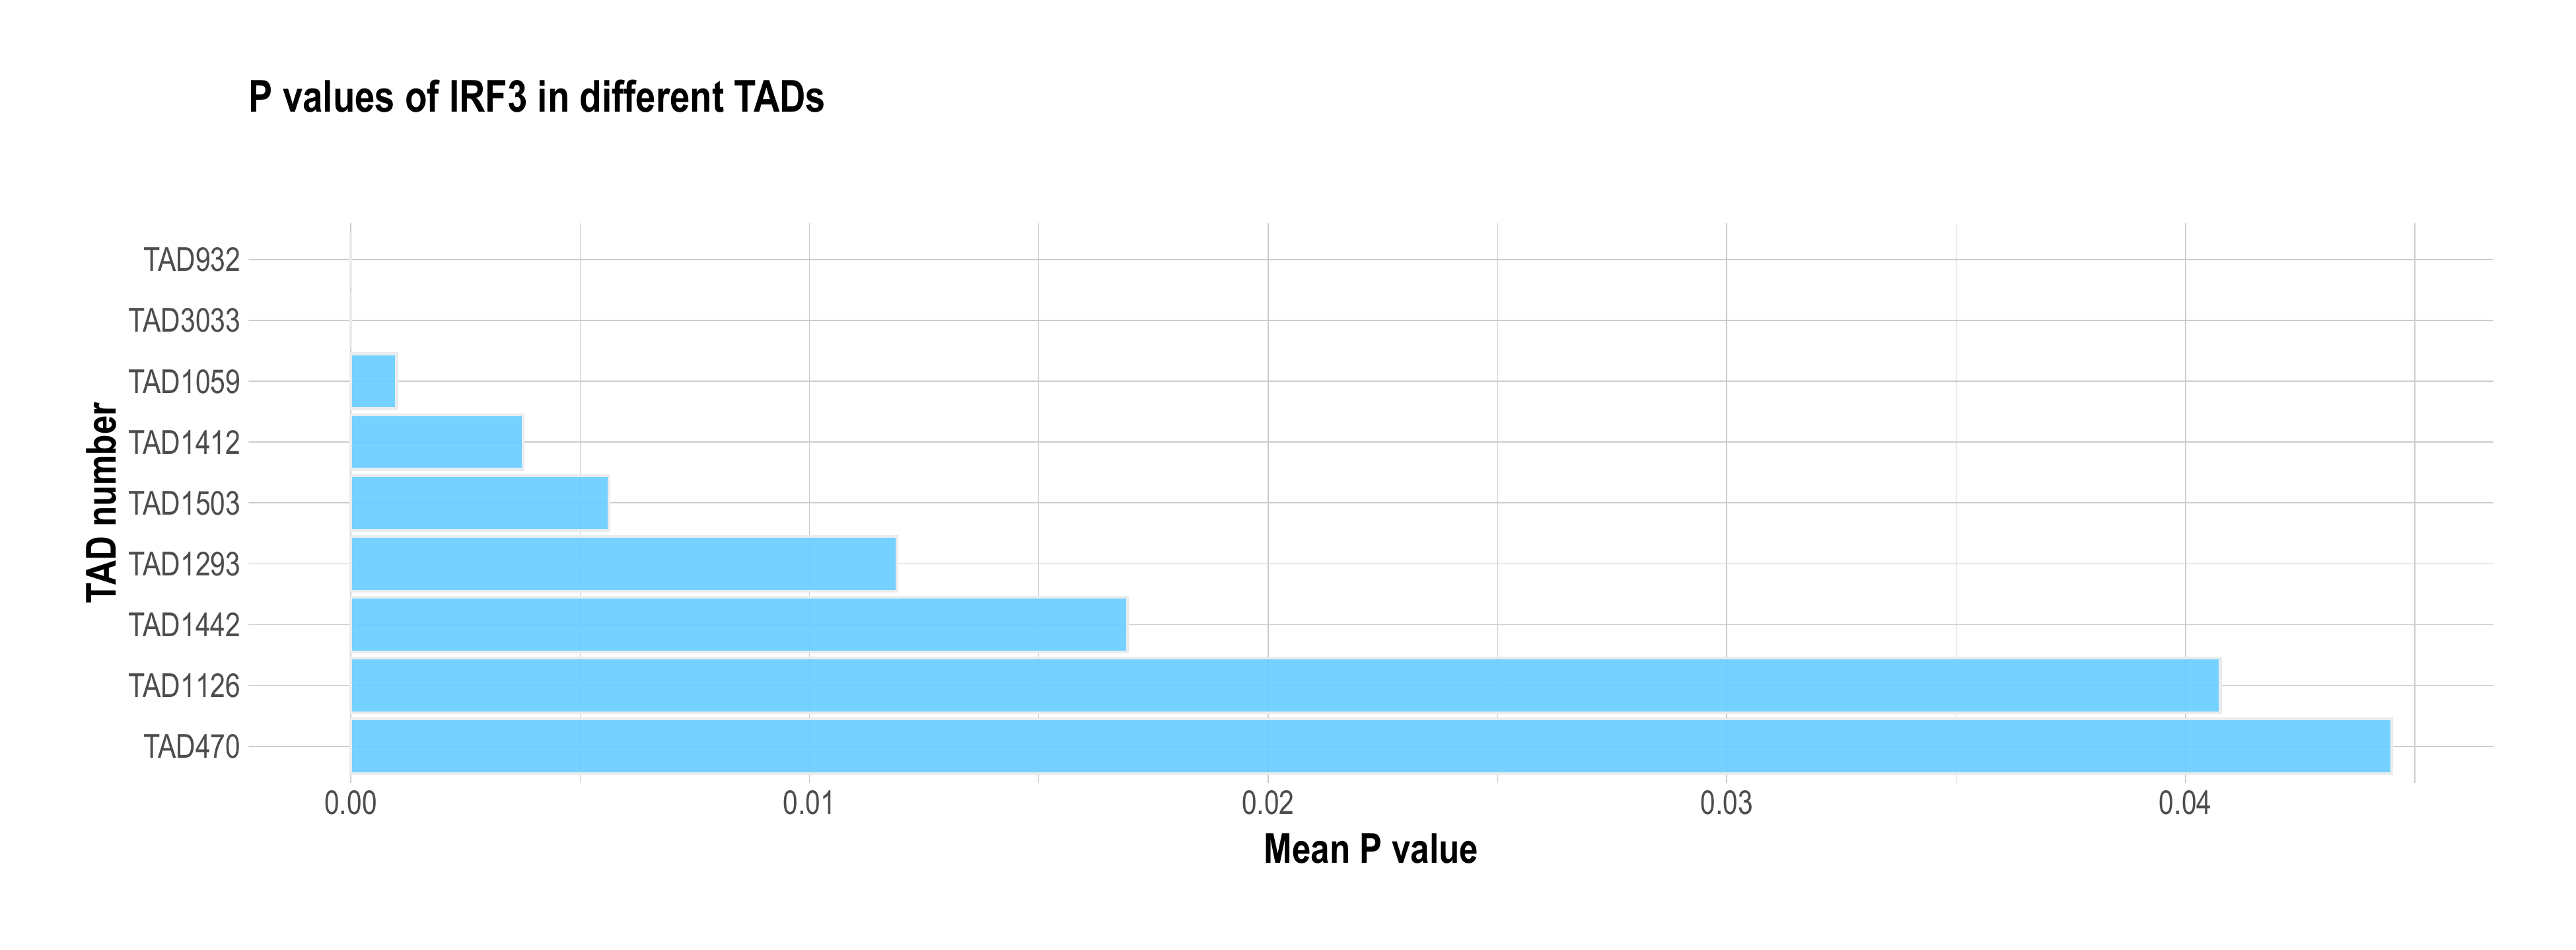 P values of IRF3 in different TADs
TAD number
TAD932
TAD3033
TAD1059
TAD1412
TAD1503
TAD1293
TAD1442
TAD1126
TAD470
0.00 0.01 0.02 0.03 0.04
Mean P value